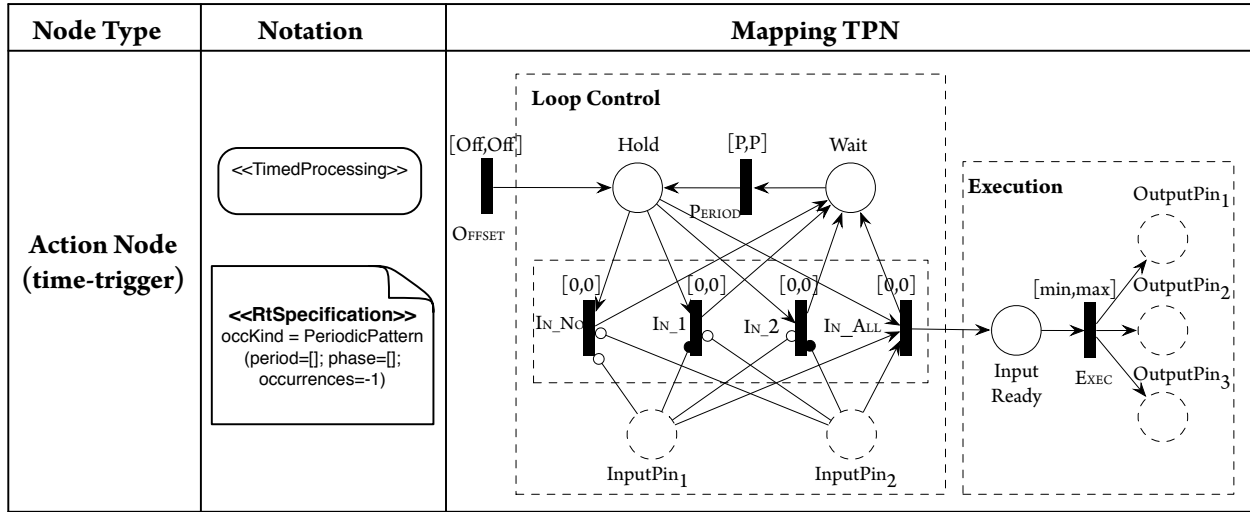 Node Type
Notation
Mapping TPN
Action Node
(time-trigger)
<<TimedProcessing>>
<<RtSpecification>>
occKind = PeriodicPattern
(period=[]; phase=[];
occurrences=-1)
Loop Control
[Off,Off]
Hold
[P,P]
Wait
OFFSET
PERIOD
[0,0]
[0,0]
[0,0]
[0,0]
IN_NO
IN_1
IN_2
IN_ALL
InputPin1
InputPin2
Execution
OutputPin1
[min,max]
OutputPin2
Input
Ready
EXEC
OutputPin3